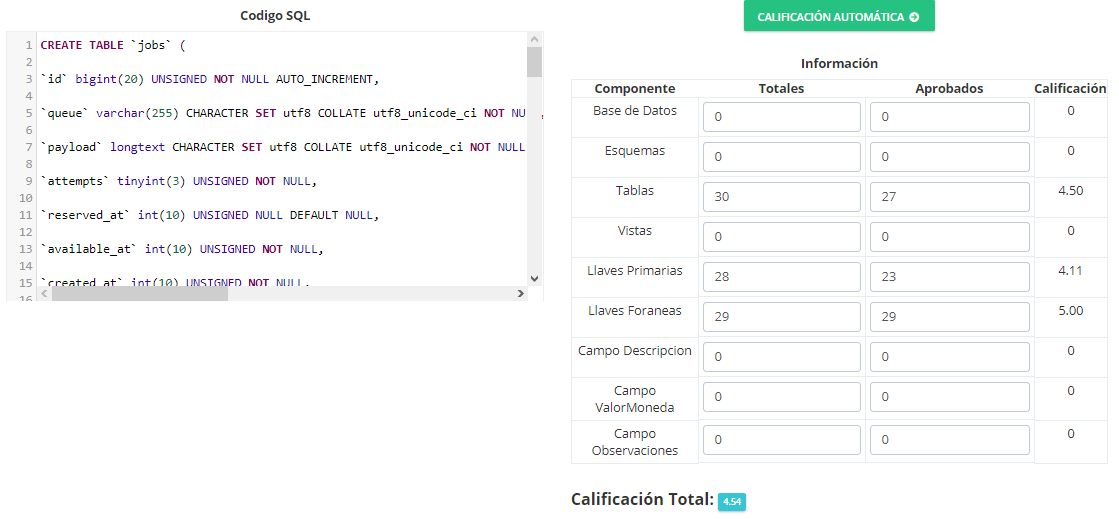 Codigo SQL
1 CREATE TABLE `jobs` (
2
3 `id` bigint(20) UNSIGNED NOT NULL AUTO_INCREMENT,
4
5 `queue` varchar(255) CHARACTER SET utf8 COLLATE utf8_unicode_ci NOT NU
6
7 `payload` longtext CHARACTER SET utf8 COLLATE utf8_unicode_ci NOT NULL
8
9 `attempts` tinyint(3) UNSIGNED NOT NULL,
10
11 `reserved_at` int(10) UNSIGNED NULL DEFAULT NULL,
12
13 `available_at` int(10) UNSIGNED NOT NULL,
14
15 `created_at` int(10) UNSIGNED NOT NULL,
16
CALIFICACIÓN AUTOMÁTICA
Información
Componente Totales Aprobados Calificación
Base de Datos 0 0 0
Esquemas 0 0 0
Tablas 30 27 4.50
Vistas 0 0 0
Llaves Primarias 28 23 4.11
Llaves Foraneas 29 29 5.00
Campo Descripcion 0 0 0
Campo
ValorMoneda 0 0 0
Campo
Observaciones 0 0 0
Calificación Total: 4.54